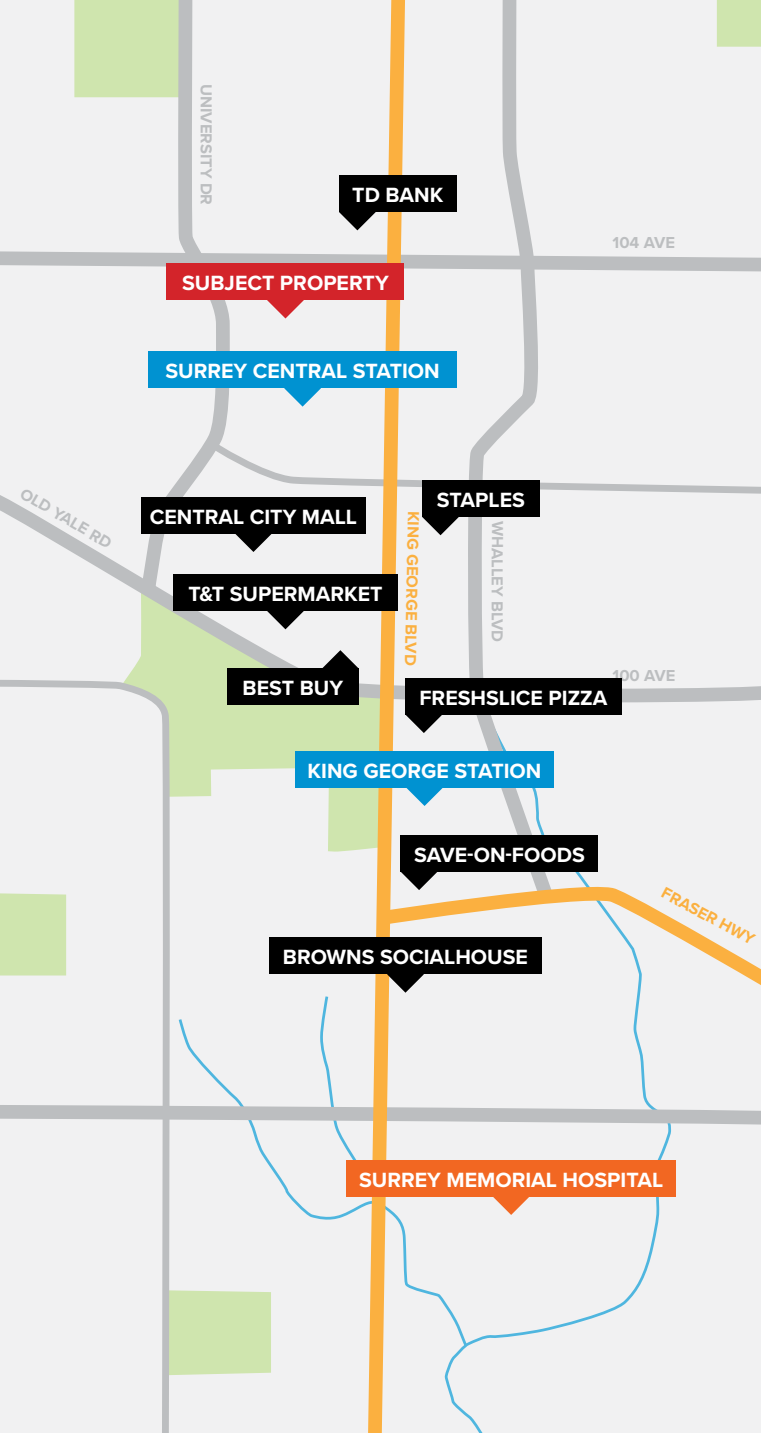 UNIVERSITY DR
TD BANK
104 AVE
SUBJECT PROPERTY
SURREY CENTRAL STATION
OLD YALE RD
CENTRAL CITY MALL
STAPLES
KING GEORGE BLVD
WHALLEY BLVD
T&T SUPERMARKET
BEST BUY
100 AVE
FRESHSLICE PIZZA
KING GEORGE STATION
SAVE-ON-FOODS
FRASER HWY
BROWNS SOCIALHOUSE
SURREY MEMORIAL HOSPITAL